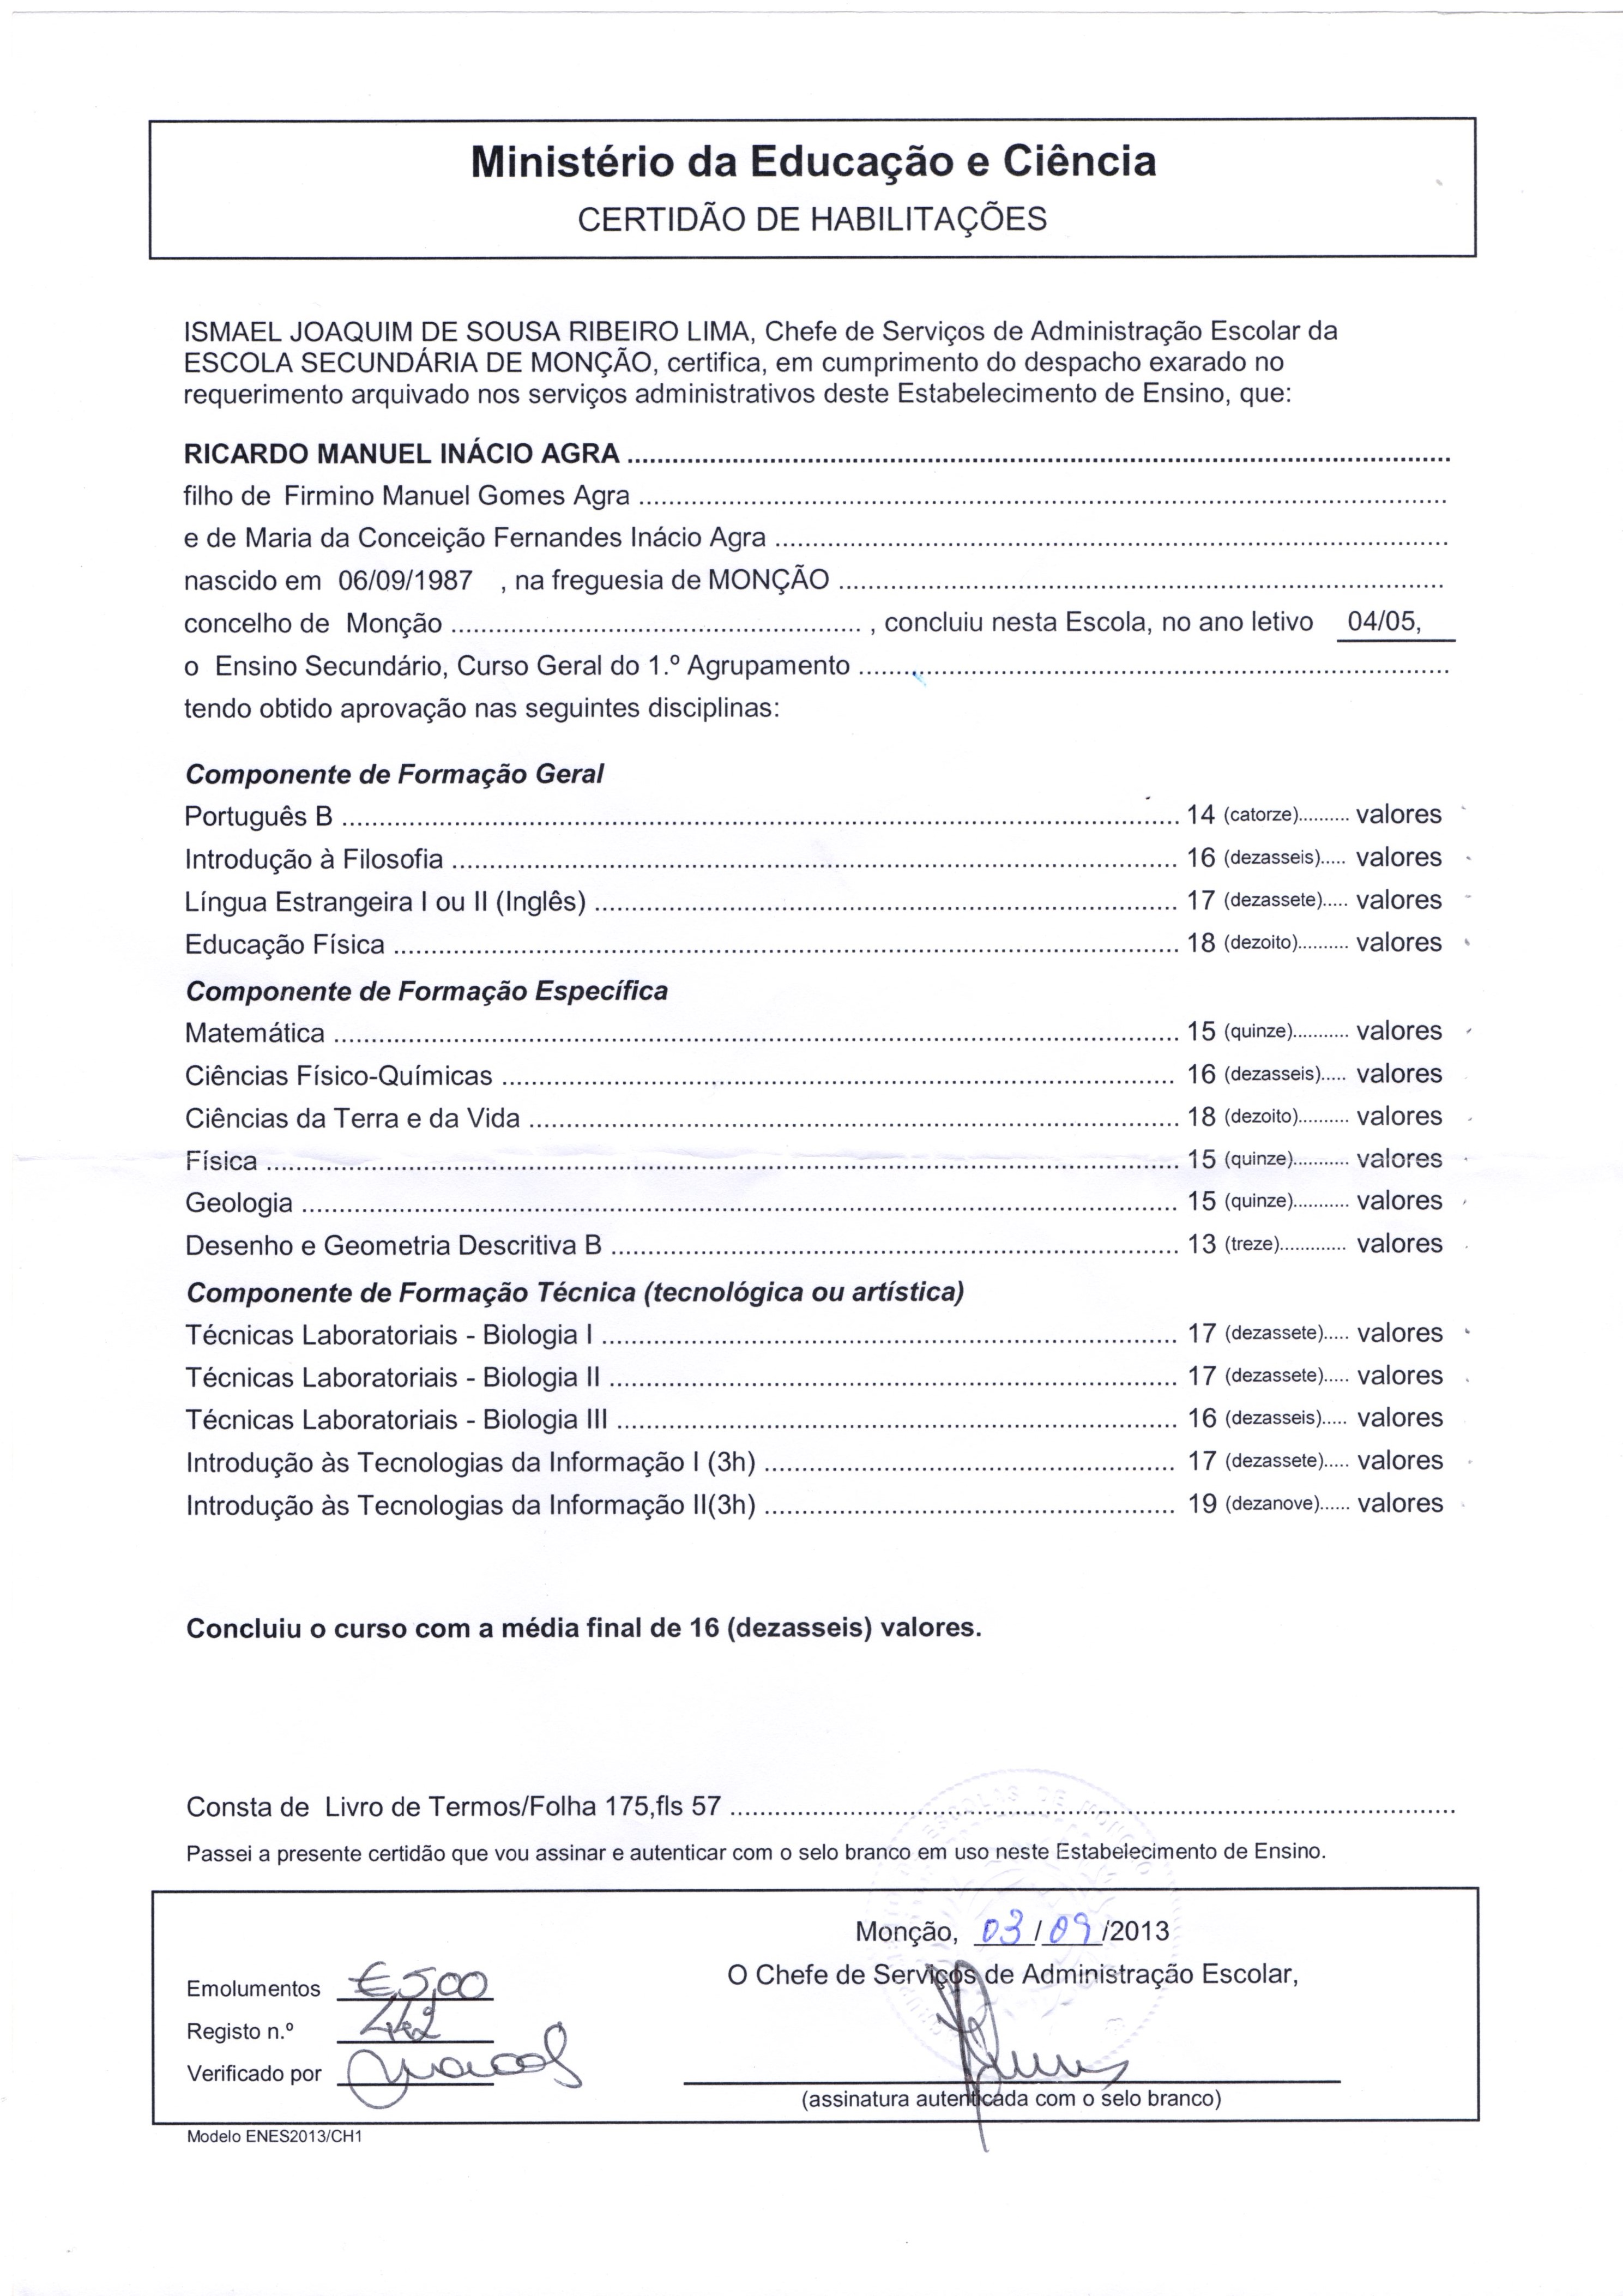 Ministério da Educação e Ciência
CERTIDÃO DE HABILITAÇÕES
ISMAEL JOAQUIM DE SOUSA RIBEIRO LIMA, Chefe de Serviços de Administração Escolar da
ESCOLA SECUNDÁRIA DE MONÇÃO, certifica, em cumprimento do despacho exarado no
requerimento arquivado nos serviços administrativos deste Estabelecimento de Ensino, que:
RICARDO MANUEL INÁCIO AGRA
filho de Firmino Manuel Gomes Agra
e de Maria da Conceição Fernandes Inácio Agra
nascido em 06/09/1987 , na freguesia de MONÇÃO
concelho de Monção , concluiu nesta Escola, no ano letivo 04/05,
o Ensino Secundário, Curso Geral do 1.º Agrupamento
tendo obtido aprovação nas seguintes disciplinas:
Componente de Formação Geral
Português B 14 (catorze) valores
Introdução à Filosofia 16 (dezasseis) valores
Língua Estrangeira I ou II (Inglês) 17 (dezassete) valores
Educação Física 18 (dezoito) valores
Componente de Formação Específica
Matemática 15 (quinze) valores
Ciências Físico-Químicas 16 (dezasseis) valores
Ciências da Terra e da Vida 18 (dezoito) valores
Física 15 (quinze) valores
Geologia 15 (quinze) valores
Desenho e Geometria Descritiva B 13 (treze) valores
Componente de Formação Técnica (tecnológica ou artística)
Técnicas Laboratoriais - Biologia I 17 (dezassete) valores
Técnicas Laboratoriais - Biologia II 17 (dezassete) valores
Técnicas Laboratoriais - Biologia III 16 (dezasseis) valores
Introdução às Tecnologias da Informação I (3h) 17 (dezassete) valores
Introdução às Tecnologias da Informação II(3h) 19 (dezanove) valores
Concluiu o curso com a média final de 16 (dezasseis) valores.
Consta de Livro de Termos/Folha 175,fls 57
Passei a presente certidão que vou assinar e autenticar com o selo branco em uso neste Estabelecimento de Ensino.
Monção, 03/09/2013
O Chefe de Serviços de Administração Escolar,
Emolumentos €5,00
Registo n.º
Verificado por
(assinatura autenticada com o selo branco)
Modelo ENES2013/CH1